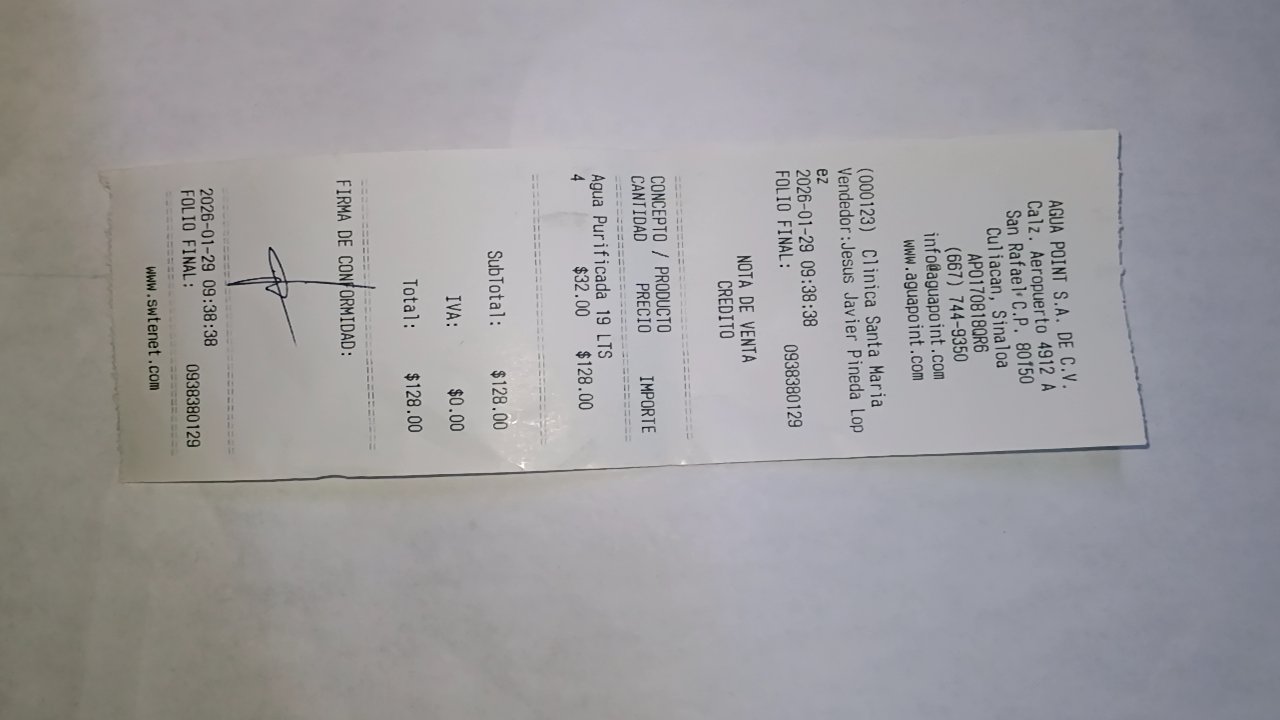 AGUA POINT S.A. DE C.V.
Calz. Aeropuerto 4912 A
San Rafael C.P. 80150
Culiacan, Sinaloa
APO170818QR6
(667) 744-9350
info@aguapoint.com
www.aguapoint.com
(000123) Clinica Santa Maria
Vendedor:Jesus Javier Pineda Lop
ez
2026-01-29 09:38:38
FOLIO FINAL: 0938380129
NOTA DE VENTA
CREDITO
================================
CONCEPTO / PRODUCTO
CANTIDAD PRECIO IMPORTE
================================
Agua Purificada 19 LTS
4 $32.00 $128.00
================================
SubTotal: $128.00
IVA: $0.00
Total: $128.00
================================
FIRMA DE CONFORMIDAD:
================================
2026-01-29 09:38:38
FOLIO FINAL: 0938380129
================================
www.swtenet.com